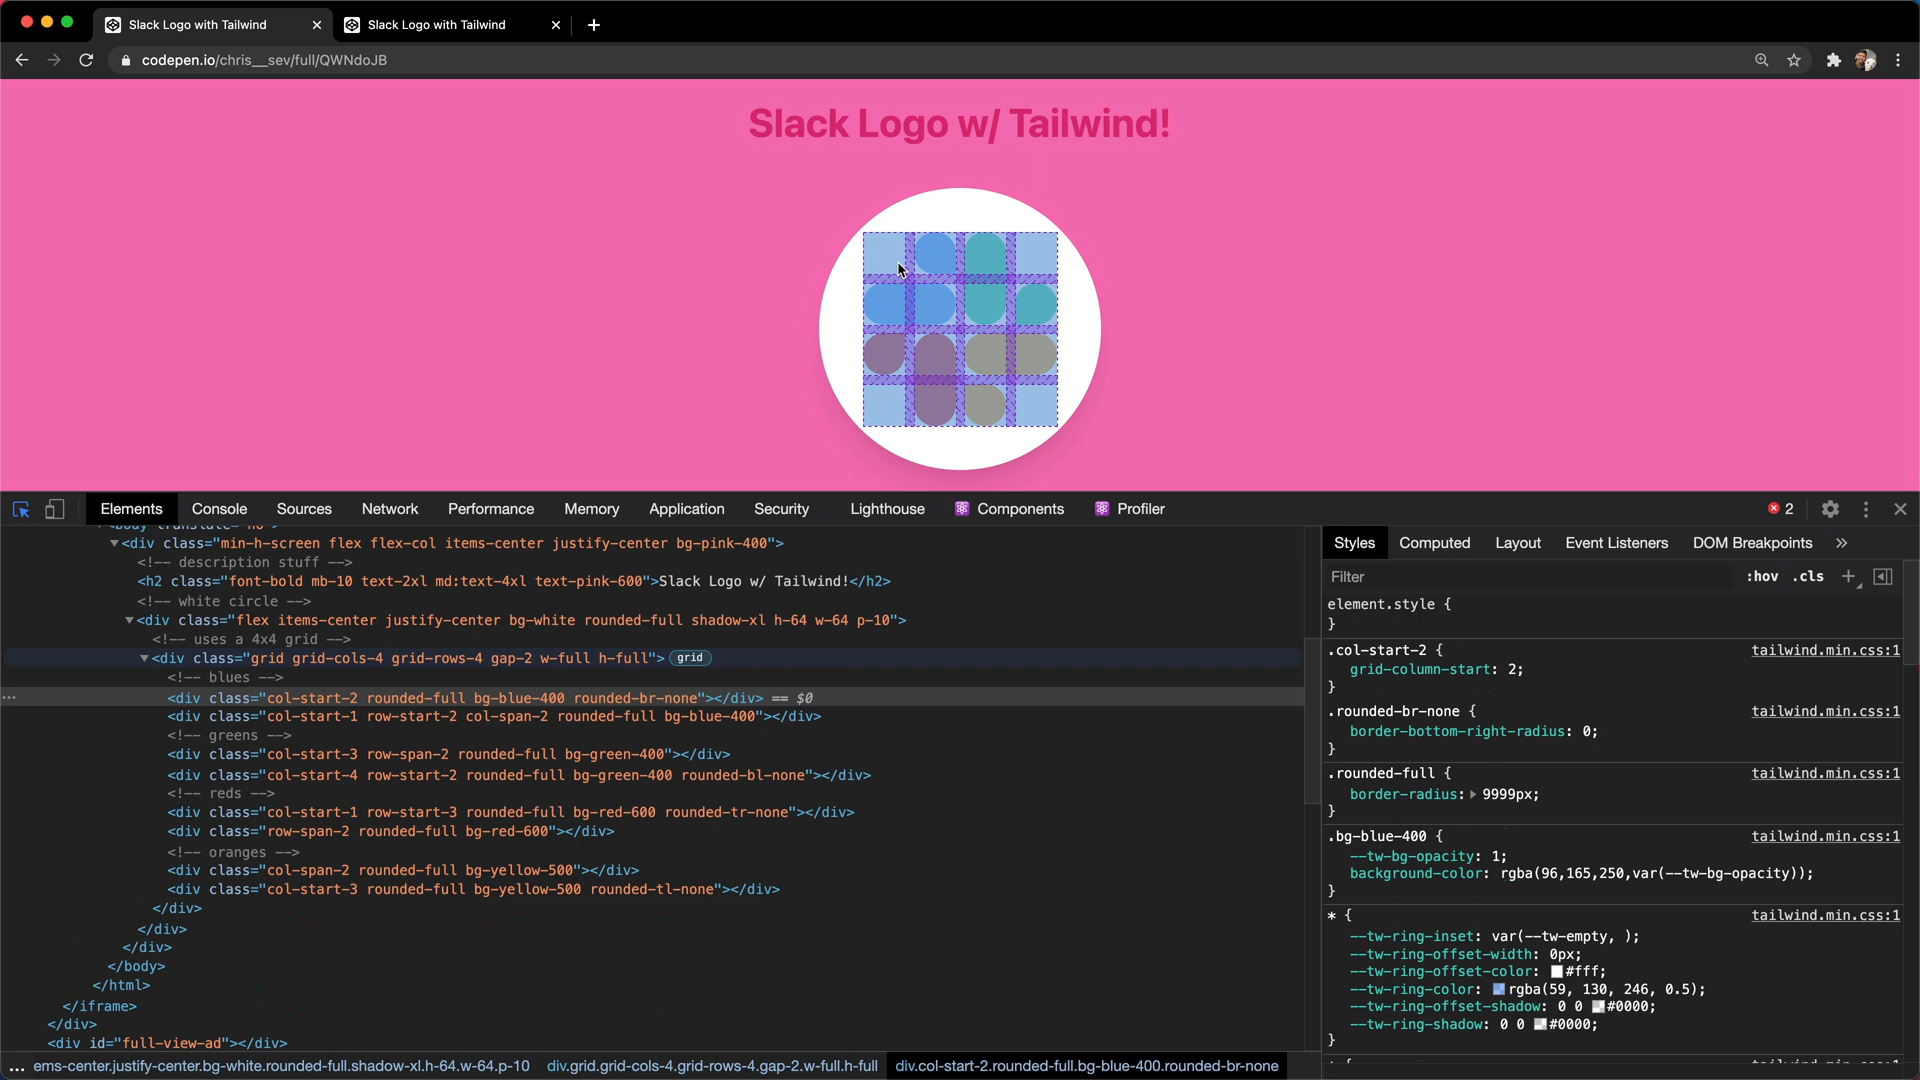 Slack Logo with Tailwind
Slack Logo with Tailwind
codepen.io/chris__sev/full/QWNdoJB
Slack Logo w/ Tailwind!
Elements Console Sources Network Performance Memory Application Security Lighthouse Components Profiler 2
<body translate="no">
<div class="min-h-screen flex flex-col items-center justify-center bg-pink-400">
<!-- description stuff -->
<h2 class="font-bold mb-10 text-2xl md:text-4xl text-pink-600">Slack Logo w/ Tailwind!</h2>
<!-- white circle -->
<div class="flex items-center justify-center bg-white rounded-full shadow-xl h-64 w-64 p-10">
<!-- uses a 4x4 grid -->
<div class="grid grid-cols-4 grid-rows-4 gap-2 w-full h-full"> grid
<!-- blues -->
<div class="col-start-2 rounded-full bg-blue-400 rounded-br-none"></div> == $0
<div class="col-start-1 row-start-2 col-span-2 rounded-full bg-blue-400"></div>
<!-- greens -->
<div class="col-start-3 row-span-2 rounded-full bg-green-400"></div>
<div class="col-start-4 row-start-2 rounded-full bg-green-400 rounded-bl-none"></div>
<!-- reds -->
<div class="col-start-1 row-start-3 rounded-full bg-red-600 rounded-tr-none"></div>
<div class="row-span-2 rounded-full bg-red-600"></div>
<!-- oranges -->
<div class="col-span-2 rounded-full bg-yellow-500"></div>
<div class="col-start-3 rounded-full bg-yellow-500 rounded-tl-none"></div>
</div>
</div>
</div>
</body>
</html>
</iframe>
</div>
<div id="full-view-ad"></div>
... ems-center.justify-center.bg-white.rounded-full.shadow-xl.h-64.w-64.p-10 div.grid.grid-cols-4.grid-rows-4.gap-2.w-full.h-full div.col-start-2.rounded-full.bg-blue-400.rounded-br-none
Styles Computed Layout Event Listeners DOM Breakpoints »
Filter :hov .cls +
element.style {
}
.col-start-2 { tailwind.min.css:1
grid-column-start: 2;
}
.rounded-br-none { tailwind.min.css:1
border-bottom-right-radius: 0;
}
.rounded-full { tailwind.min.css:1
border-radius: 9999px;
}
.bg-blue-400 { tailwind.min.css:1
--tw-bg-opacity: 1;
background-color: rgba(96,165,250,var(--tw-bg-opacity));
}
* { tailwind.min.css:1
--tw-ring-inset: var(--tw-empty, );
--tw-ring-offset-width: 0px;
--tw-ring-offset-color: #fff;
--tw-ring-color: rgba(59, 130, 246, 0.5);
--tw-ring-offset-shadow: 0 0 #0000;
--tw-ring-shadow: 0 0 #0000;
}